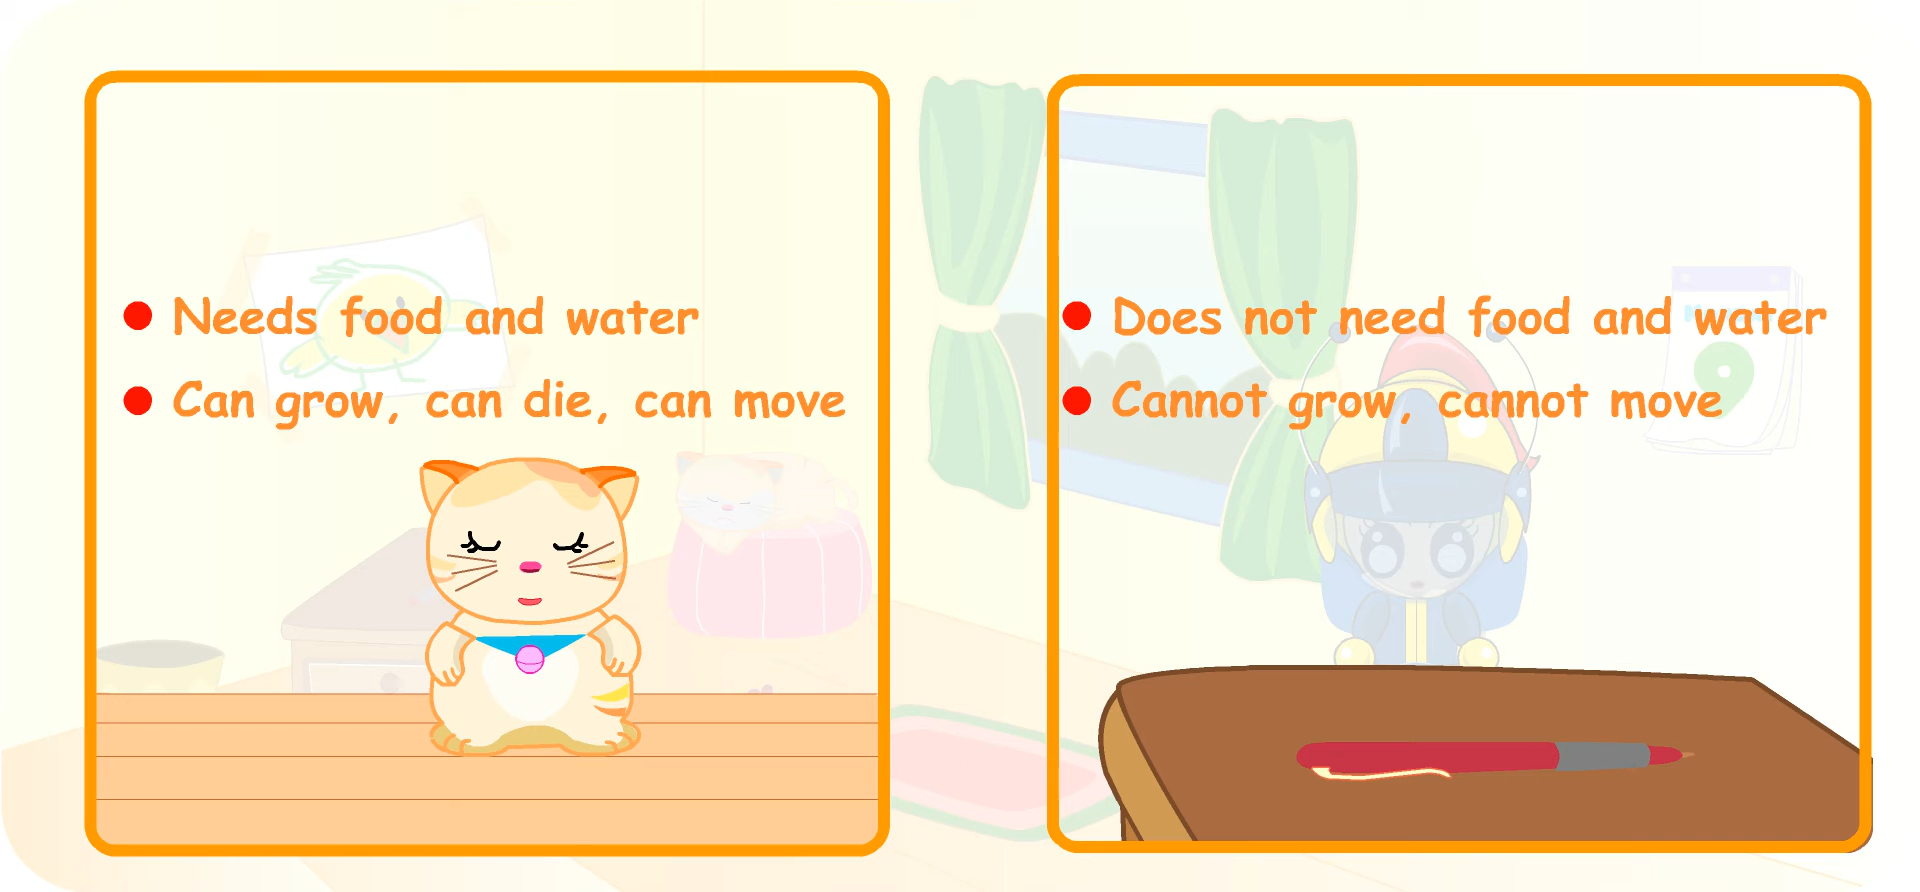 Needs food and water
Can grow, can die, can move
Does not need food and water
Cannot grow, cannot move